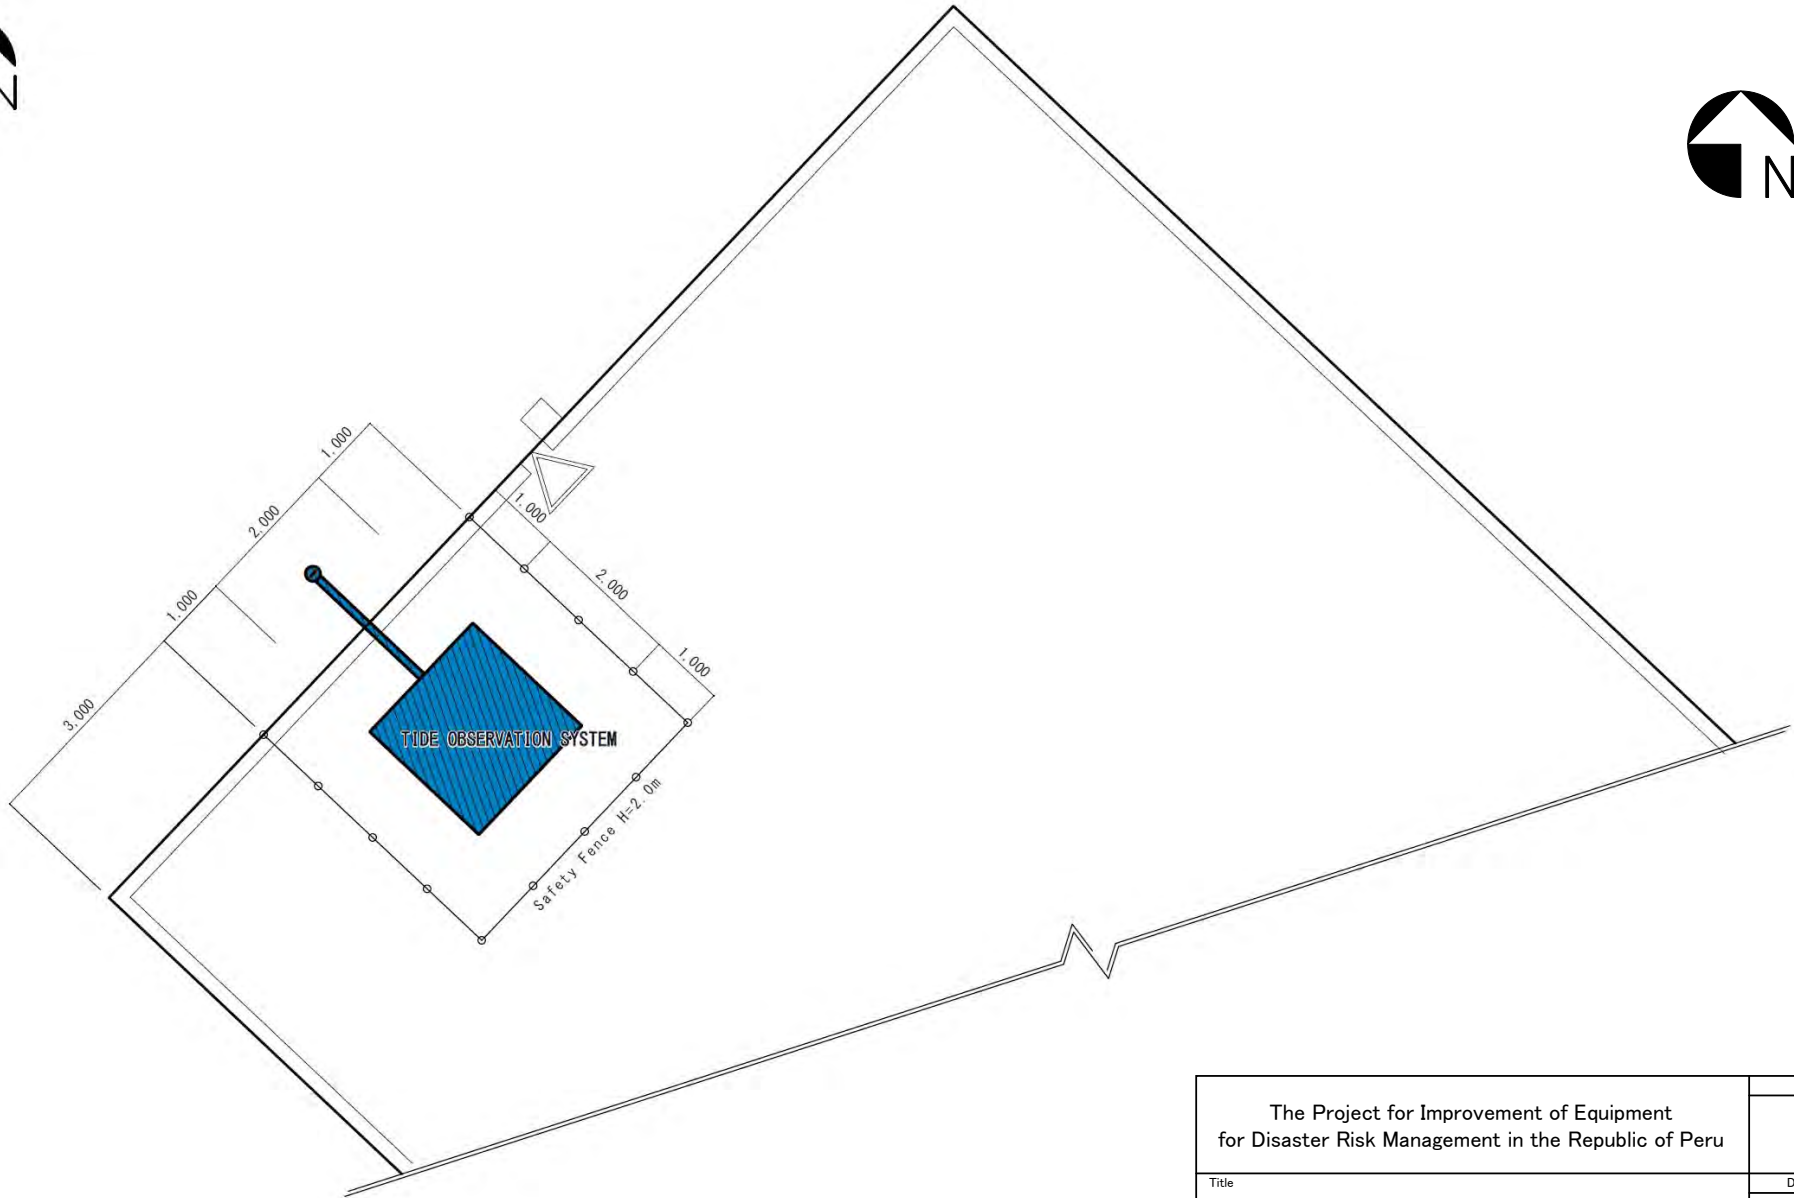 N
N
1.000
2.000
1.000
3.000
1.000
2.000
1.000
TIDE OBSERVATION SYSTEM
Safety Fence H=2.0m
The Project for Improvement of Equipment
for Disaster Risk Management in the Republic of Peru
Title
D